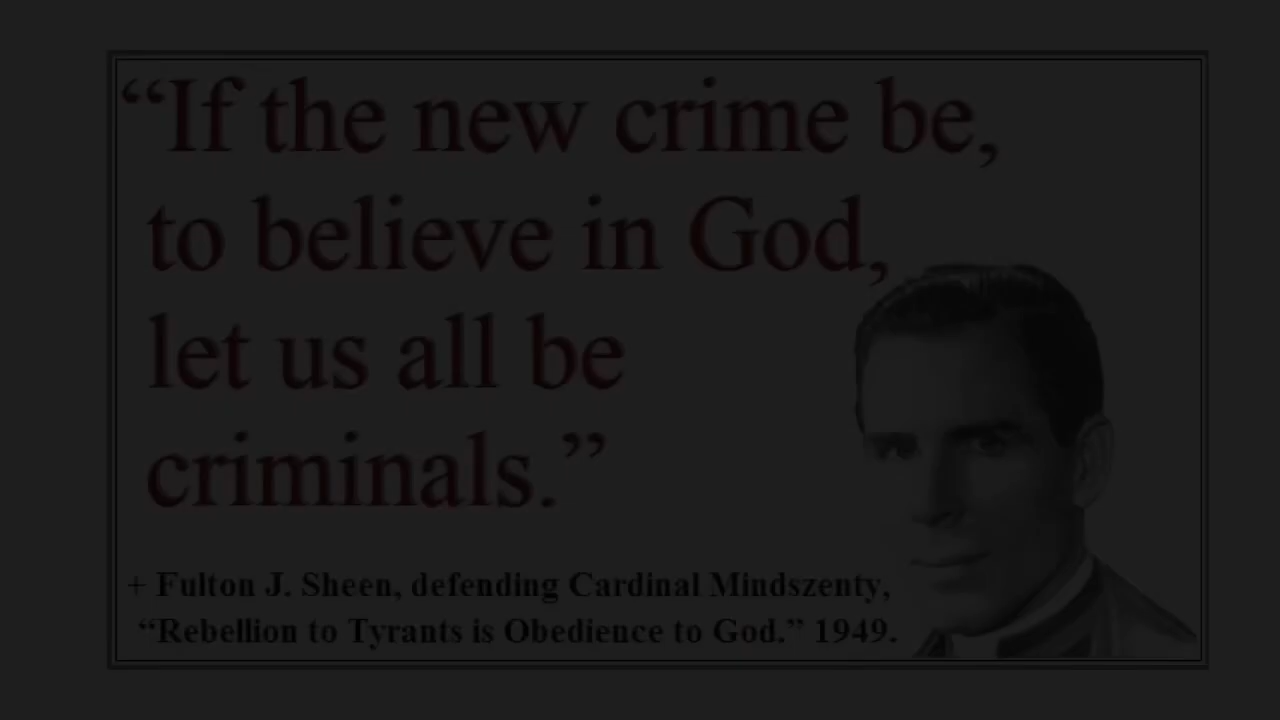 “If the new crime be,
to believe in God,
let us all be
criminals.”
+ Fulton J. Sheen, defending Cardinal Mindszenty,
“Rebellion to Tyrants is Obedience to God.” 1949.